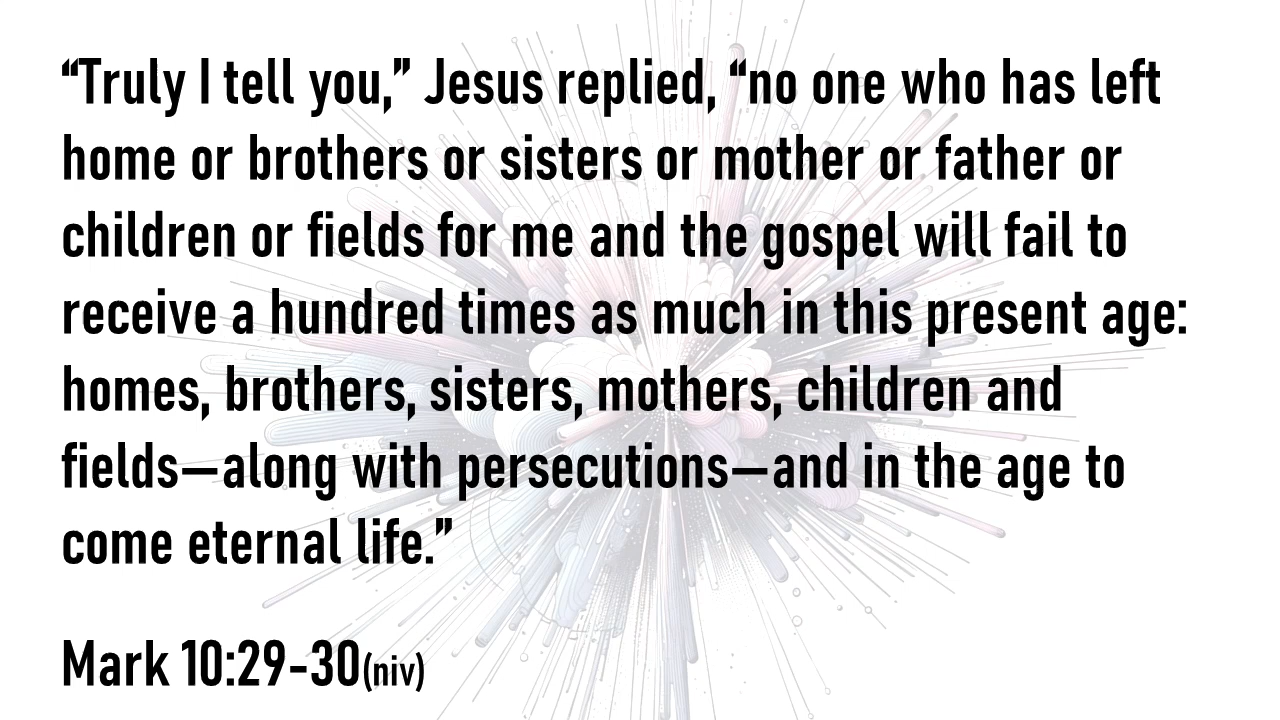 “Truly I tell you,” Jesus replied, “no one who has left
home or brothers or sisters or mother or father or
children or fields for me and the gospel will fail to
receive a hundred times as much in this present age:
homes, brothers, sisters, mothers, children and
fields—along with persecutions—and in the age to
come eternal life.”
Mark 10:29-30(niv)